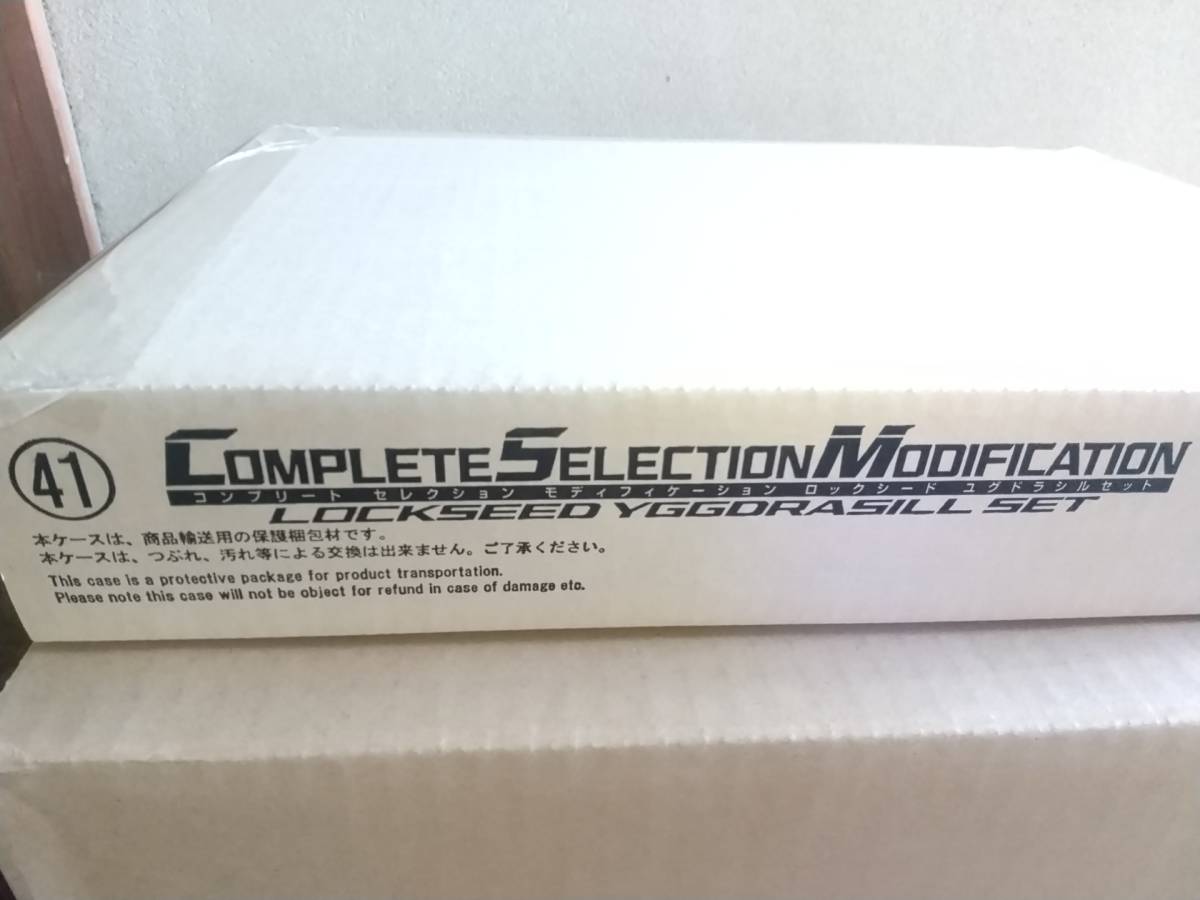 41
COMPLETE SELECTION MODIFICATION
コンプリート セレクション モディフィケーション ロックシード ユグドラシルセット
LOCKSEED YGGDRASILL SET
本ケースは、商品輸送用の保護梱包材です。
本ケースは、つぶれ、汚れ等による交換は出来ません。ご了承ください。
This case is a protective package for product transportation.
Please note this case will not be object for refund in case of damage etc.